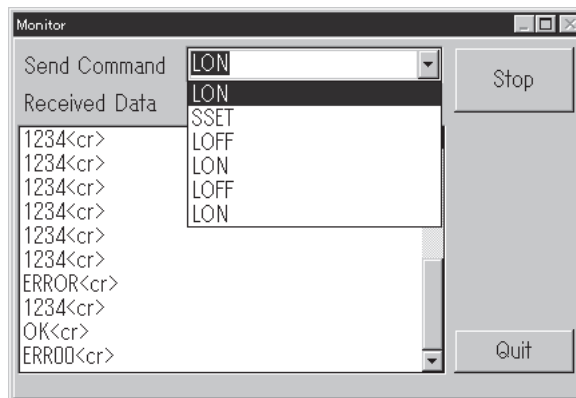 Monitor
Send Command
LON
Stop
Received Data
LON
SSET
LOFF
LON
LOFF
LON
1234<cr>
1234<cr>
1234<cr>
1234<cr>
1234<cr>
1234<cr>
ERROR<cr>
1234<cr>
OK<cr>
ERR00<cr>
Quit